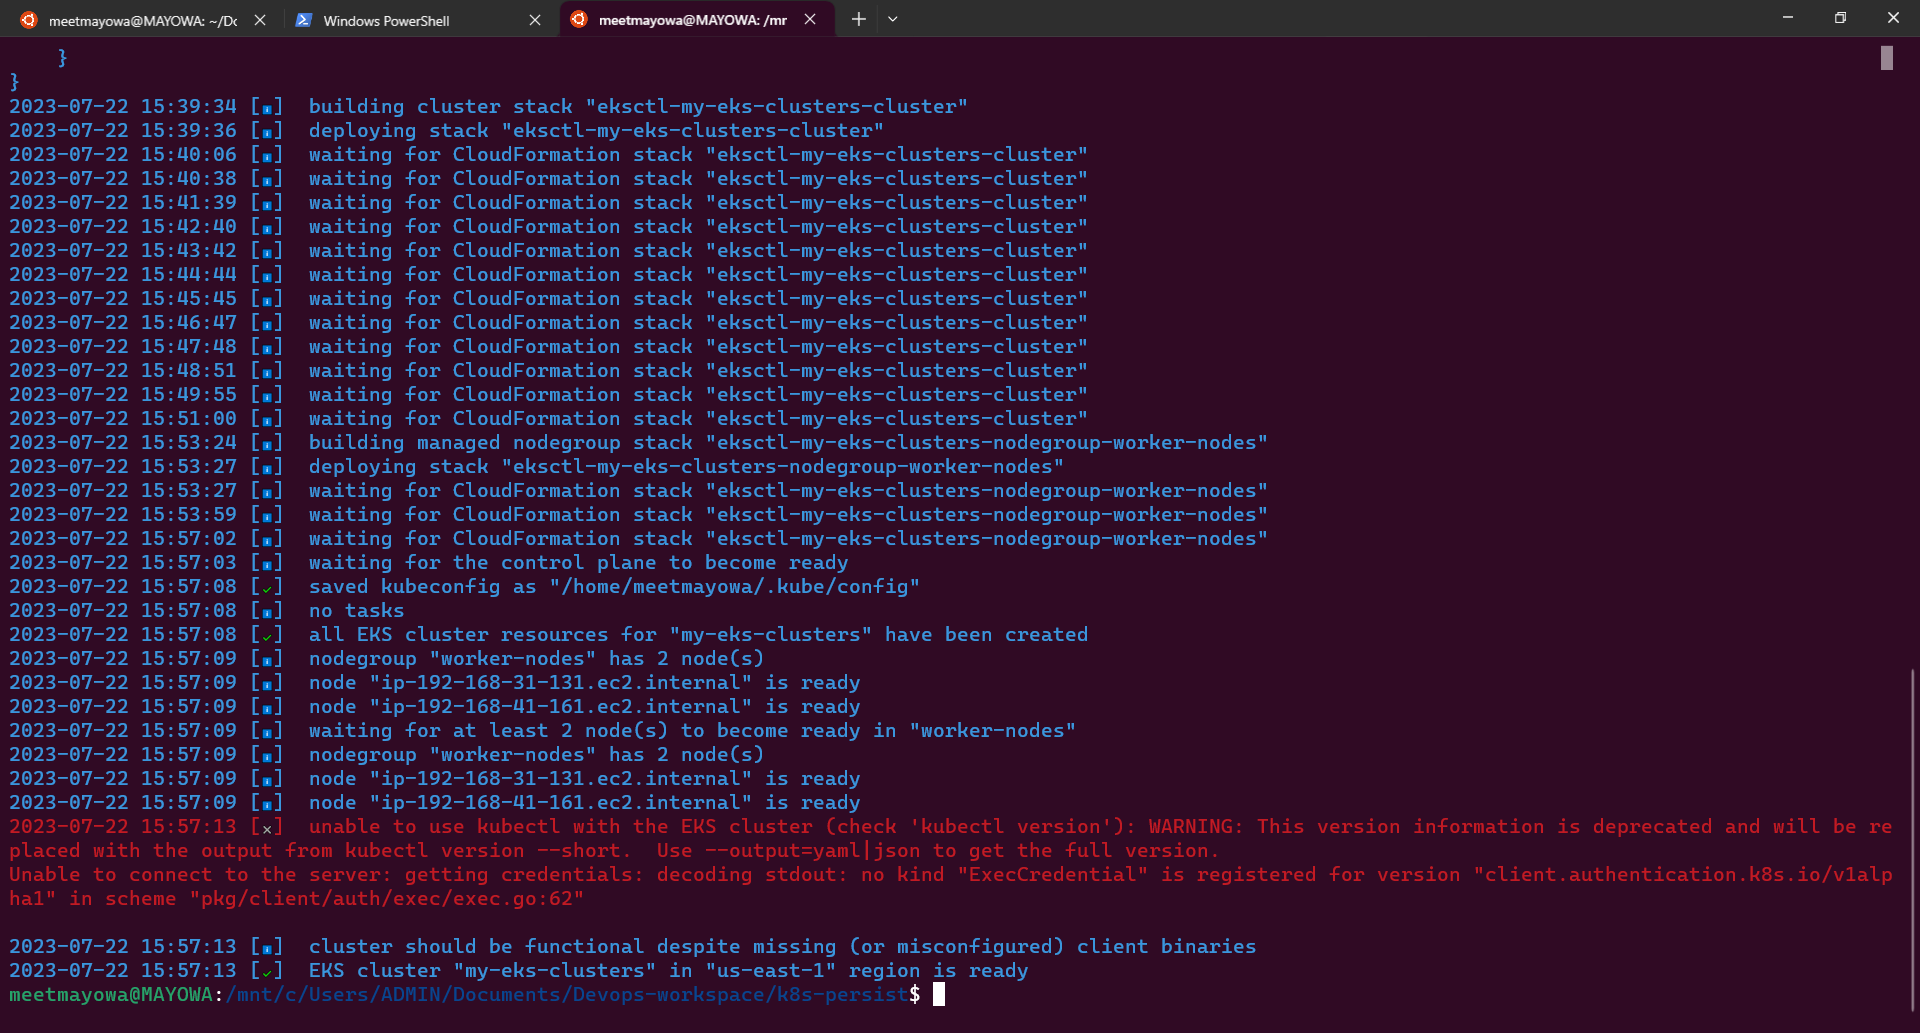 meetmayowa@MAYOWA: ~/Dc
Windows PowerShell
meetmayowa@MAYOWA: /mr
}
}
2023-07-22 15:39:34 [ℹ]  building cluster stack "eksctl-my-eks-clusters-cluster"
2023-07-22 15:39:36 [ℹ]  deploying stack "eksctl-my-eks-clusters-cluster"
2023-07-22 15:40:06 [ℹ]  waiting for CloudFormation stack "eksctl-my-eks-clusters-cluster"
2023-07-22 15:40:38 [ℹ]  waiting for CloudFormation stack "eksctl-my-eks-clusters-cluster"
2023-07-22 15:41:39 [ℹ]  waiting for CloudFormation stack "eksctl-my-eks-clusters-cluster"
2023-07-22 15:42:40 [ℹ]  waiting for CloudFormation stack "eksctl-my-eks-clusters-cluster"
2023-07-22 15:43:42 [ℹ]  waiting for CloudFormation stack "eksctl-my-eks-clusters-cluster"
2023-07-22 15:44:44 [ℹ]  waiting for CloudFormation stack "eksctl-my-eks-clusters-cluster"
2023-07-22 15:45:45 [ℹ]  waiting for CloudFormation stack "eksctl-my-eks-clusters-cluster"
2023-07-22 15:46:47 [ℹ]  waiting for CloudFormation stack "eksctl-my-eks-clusters-cluster"
2023-07-22 15:47:48 [ℹ]  waiting for CloudFormation stack "eksctl-my-eks-clusters-cluster"
2023-07-22 15:48:51 [ℹ]  waiting for CloudFormation stack "eksctl-my-eks-clusters-cluster"
2023-07-22 15:49:55 [ℹ]  waiting for CloudFormation stack "eksctl-my-eks-clusters-cluster"
2023-07-22 15:51:00 [ℹ]  waiting for CloudFormation stack "eksctl-my-eks-clusters-cluster"
2023-07-22 15:53:24 [ℹ]  building managed nodegroup stack "eksctl-my-eks-clusters-nodegroup-worker-nodes"
2023-07-22 15:53:27 [ℹ]  deploying stack "eksctl-my-eks-clusters-nodegroup-worker-nodes"
2023-07-22 15:53:27 [ℹ]  waiting for CloudFormation stack "eksctl-my-eks-clusters-nodegroup-worker-nodes"
2023-07-22 15:53:59 [ℹ]  waiting for CloudFormation stack "eksctl-my-eks-clusters-nodegroup-worker-nodes"
2023-07-22 15:57:02 [ℹ]  waiting for CloudFormation stack "eksctl-my-eks-clusters-nodegroup-worker-nodes"
2023-07-22 15:57:03 [ℹ]  waiting for the control plane to become ready
2023-07-22 15:57:08 [✓]  saved kubeconfig as "/home/meetmayowa/.kube/config"
2023-07-22 15:57:08 [ℹ]  no tasks
2023-07-22 15:57:08 [✓]  all EKS cluster resources for "my-eks-clusters" have been created
2023-07-22 15:57:09 [ℹ]  nodegroup "worker-nodes" has 2 node(s)
2023-07-22 15:57:09 [ℹ]  node "ip-192-168-31-131.ec2.internal" is ready
2023-07-22 15:57:09 [ℹ]  node "ip-192-168-41-161.ec2.internal" is ready
2023-07-22 15:57:09 [ℹ]  waiting for at least 2 node(s) to become ready in "worker-nodes"
2023-07-22 15:57:09 [ℹ]  nodegroup "worker-nodes" has 2 node(s)
2023-07-22 15:57:09 [ℹ]  node "ip-192-168-31-131.ec2.internal" is ready
2023-07-22 15:57:09 [ℹ]  node "ip-192-168-41-161.ec2.internal" is ready
2023-07-22 15:57:13 [✕]  unable to use kubectl with the EKS cluster (check 'kubectl version'): WARNING: This version information is deprecated and will be re
placed with the output from kubectl version --short.  Use --output=yaml|json to get the full version.
Unable to connect to the server: getting credentials: decoding stdout: no kind "ExecCredential" is registered for version "client.authentication.k8s.io/v1alp
ha1" in scheme "pkg/client/auth/exec/exec.go:62"
2023-07-22 15:57:13 [ℹ]  cluster should be functional despite missing (or misconfigured) client binaries
2023-07-22 15:57:13 [✓]  EKS cluster "my-eks-clusters" in "us-east-1" region is ready
meetmayowa@MAYOWA:/mnt/c/Users/ADMIN/Documents/Devops-workspace/k8s-persist$